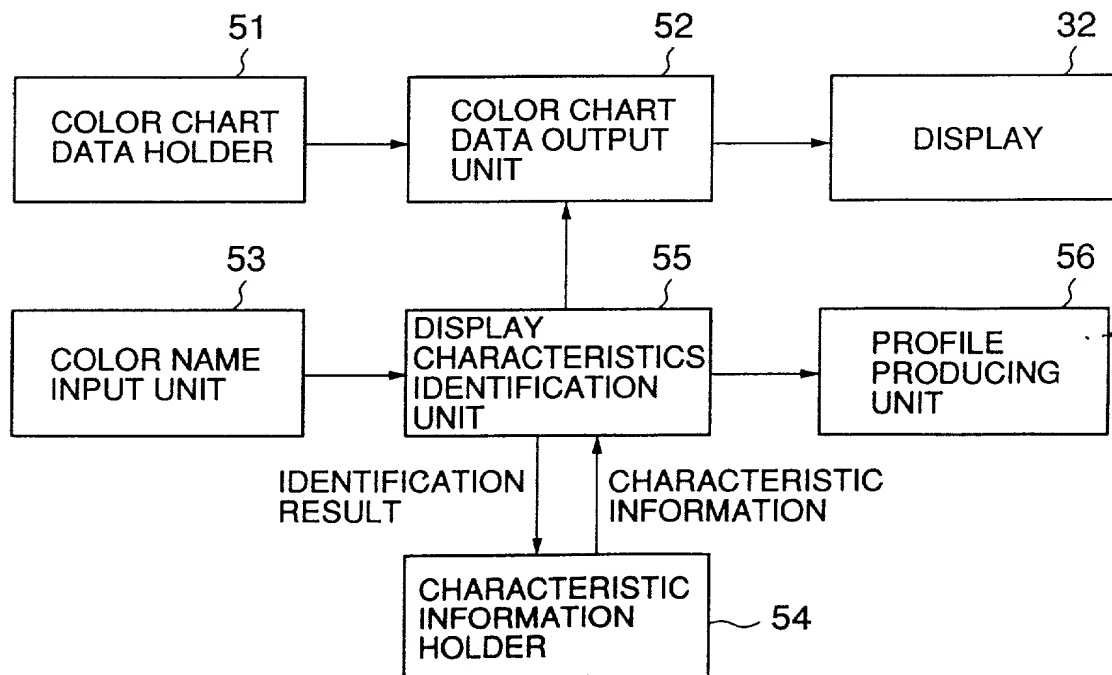 51
52
32
COLOR CHART
DATA HOLDER
COLOR CHART
DATA OUTPUT
UNIT
DISPLAY
53
55
56
COLOR NAME
INPUT UNIT
DISPLAY
CHARACTERISTICS
IDENTIFICATION
UNIT
PROFILE
PRODUCING
UNIT
IDENTIFICATION
RESULT
CHARACTERISTIC
INFORMATION
CHARACTERISTIC
INFORMATION
HOLDER
54